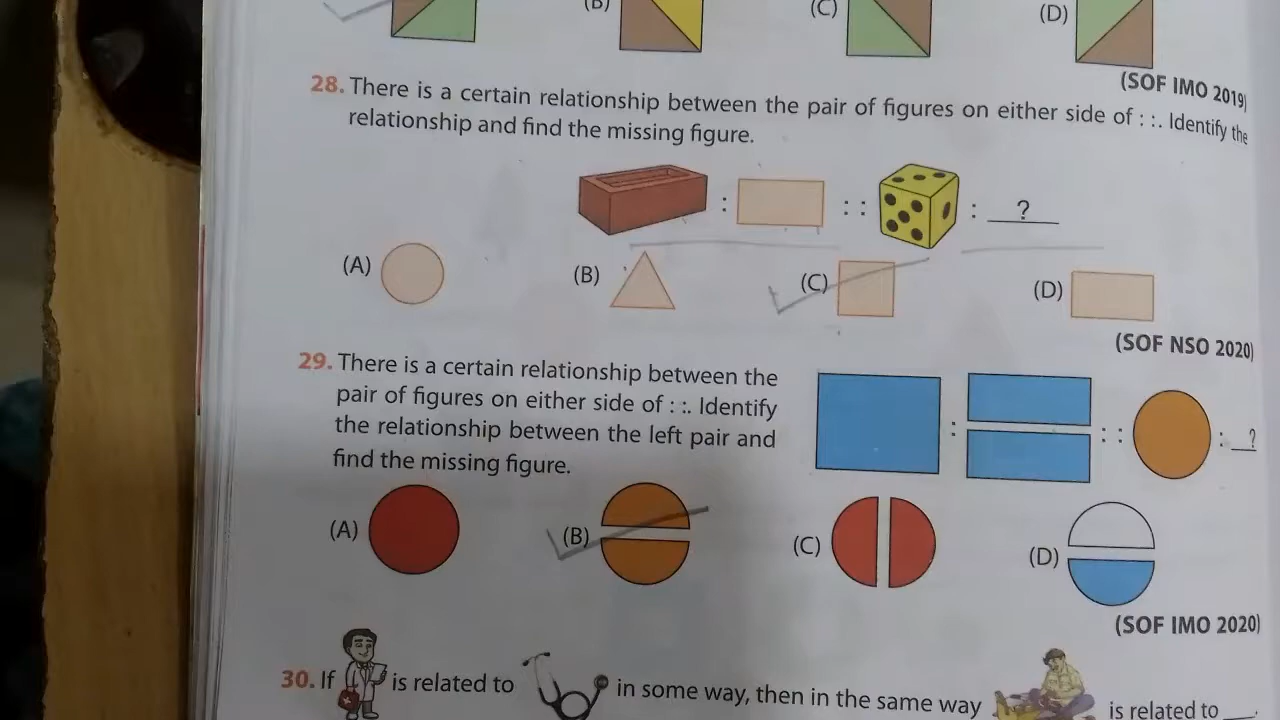 (B)
(C)
(D)
(SOF IMO 2019)
28. There is a certain relationship between the pair of figures on either side of : :. Identify the
relationship and find the missing figure.
: : : : ?
(A) (B) (C) (D)
(SOF NSO 2020)
29. There is a certain relationship between the
pair of figures on either side of : :. Identify
the relationship between the left pair and
find the missing figure.
: : : : ?
(A) (B) (C) (D)
(SOF IMO 2020)
30. If is related to in some way, then in the same way is related to ___.